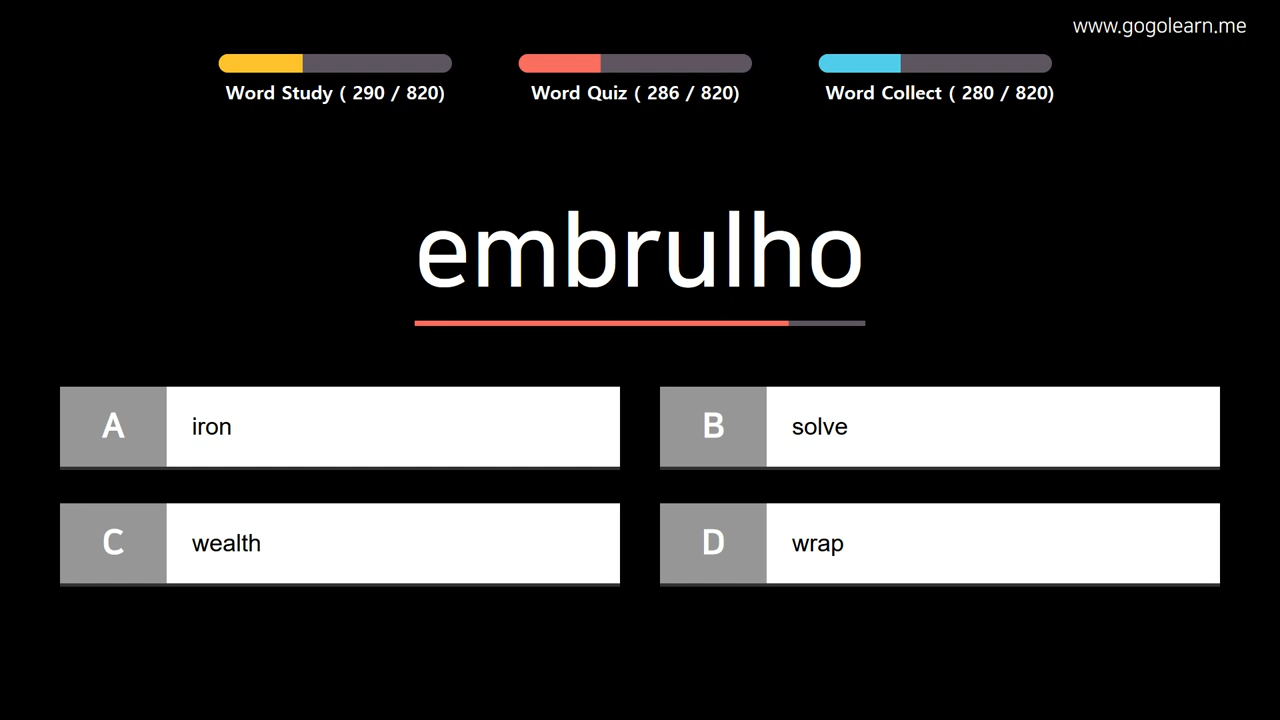 www.gogolearn.me
Word Study ( 290 / 820)
Word Quiz ( 286 / 820)
Word Collect ( 280 / 820)
embrulho
A iron
B solve
C wealth
D wrap